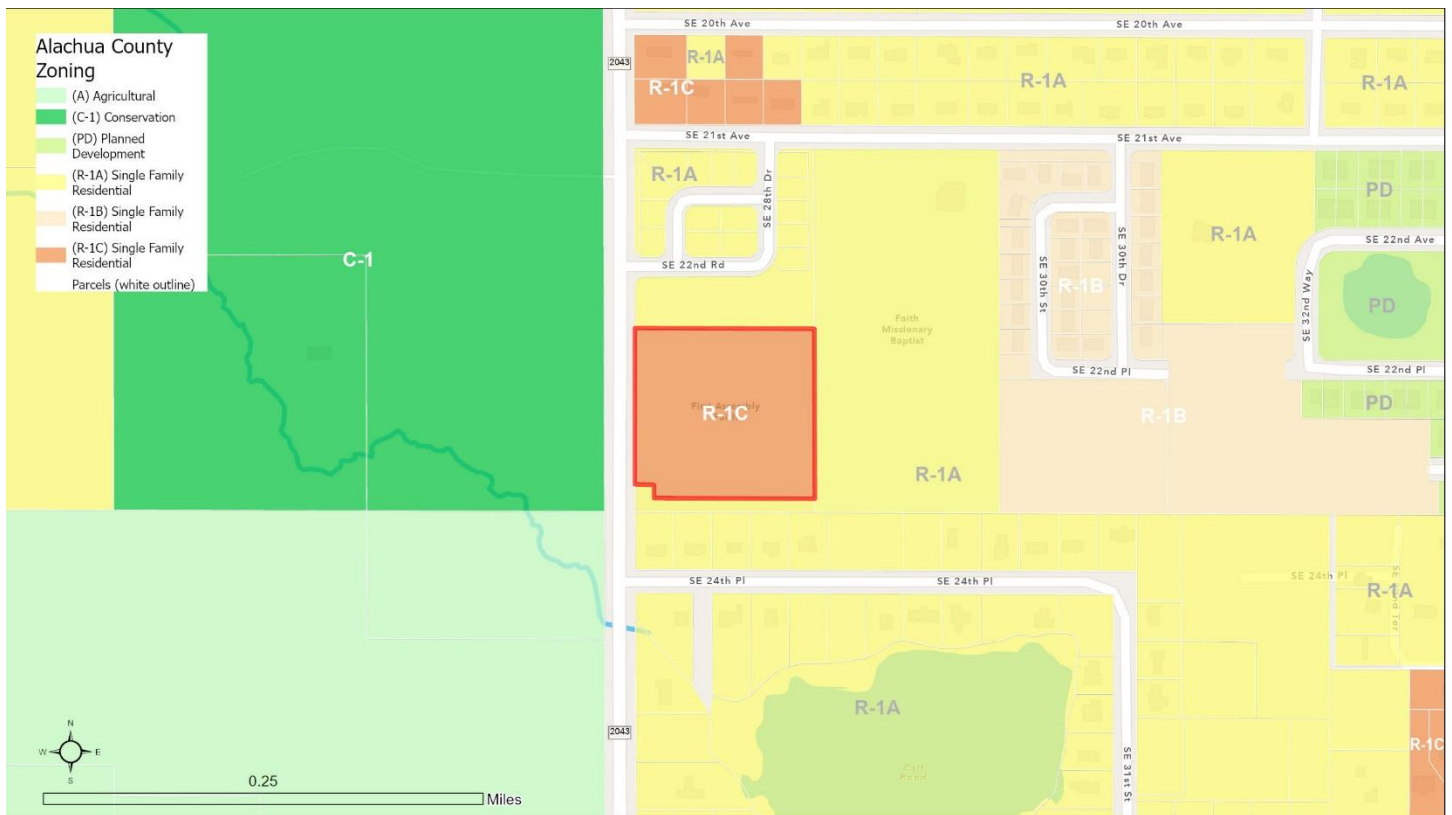 Alachua County
Zoning
(A) Agricultural
(C-1) Conservation
(PD) Planned
Development
(R-1A) Single Family
Residential
(R-1B) Single Family
Residential
(R-1C) Single Family
Residential
Parcels (white outline)
SE 20th Ave
SE 20th Ave
2043
R-1A
R-1C
R-1A
R-1A
SE 21st Ave
SE 21st Ave
R-1A
SE 28th Dr
SE 22nd Rd
C-1
PD
R-1A
SE 22nd Ave
SE 30th St
SE 30th Dr
R-1B
SE 32nd Way
PD
Faith
Missionary
Baptist
SE 22nd Pl
SE 22nd Pl
PD
First Assembly
R-1C
R-1B
R-1A
SE 24th Pl
SE 24th Pl
SE 24th Pl
R-1A
R-1A
2043
SE 31st St
R-1C
Calf
Pond
N
W
E
S
0.25
Miles